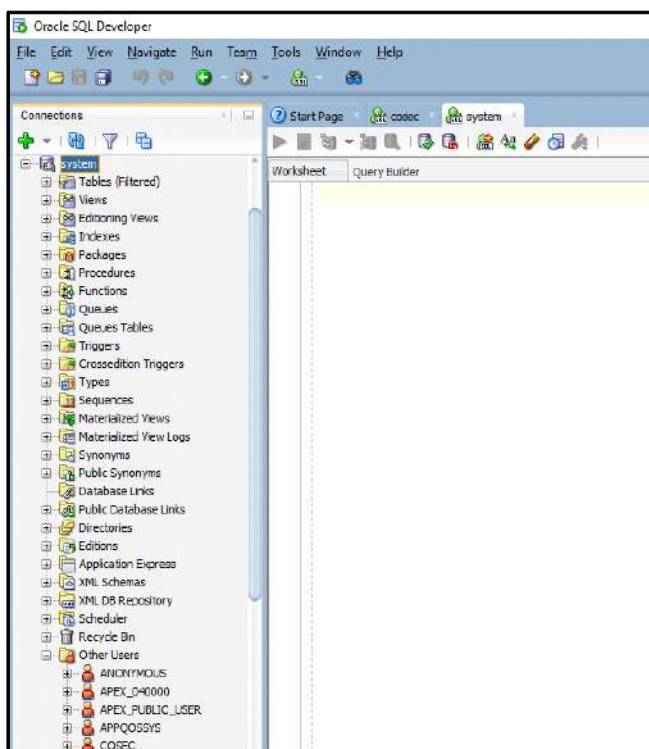 Oracle SQL Developer
File Edit View Navigate Run Team Tools Window Help
Connections
Start Page
cosec
system
Worksheet Query Builder
system
Tables (Filtered)
Views
Editioning Views
Indexes
Packages
Procedures
Functions
Queues
Queues Tables
Triggers
Crossedition Triggers
Types
Sequences
Materialized Views
Materialized View Logs
Synonyms
Public Synonyms
Database Links
Public Database Links
Directories
Editions
Application Express
XML Schemas
XML DB Repository
Scheduler
Recycle Bin
Other Users
ANONYMOUS
APEX_040000
APEX_PUBLIC_USER
APPQOSSYS
COSEC